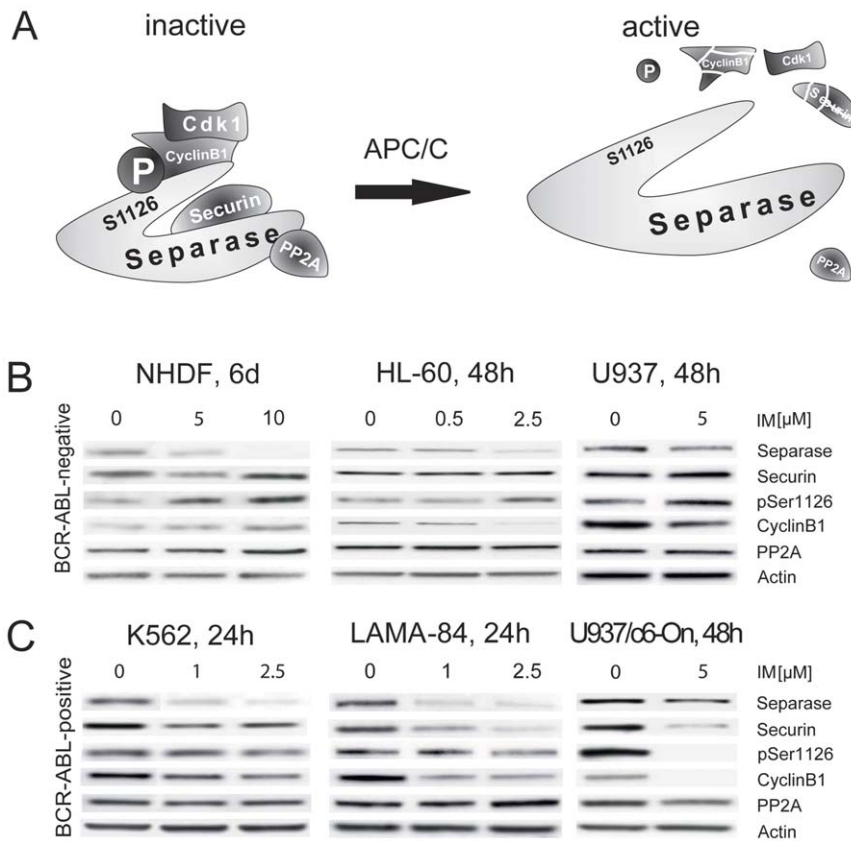 A
inactive
active
P
Cdk1
CyclinB1
S1126
Securin
Separase
PP2A
APC/C
P
CyclinB1
Cdk1
Securin
S1126
Separase
PP2A
B
NHDF, 6d HL-60, 48h U937, 48h
0 5 10 0 0.5 2.5 0 5 IM[µM]
BCR-ABL-negative
Separase
Securin
pSer1126
CyclinB1
PP2A
Actin
C
K562, 24h LAMA-84, 24h U937/c6-On, 48h
0 1 2.5 0 1 2.5 0 5 IM[µM]
BCR-ABL-positive
Separase
Securin
pSer1126
CyclinB1
PP2A
Actin